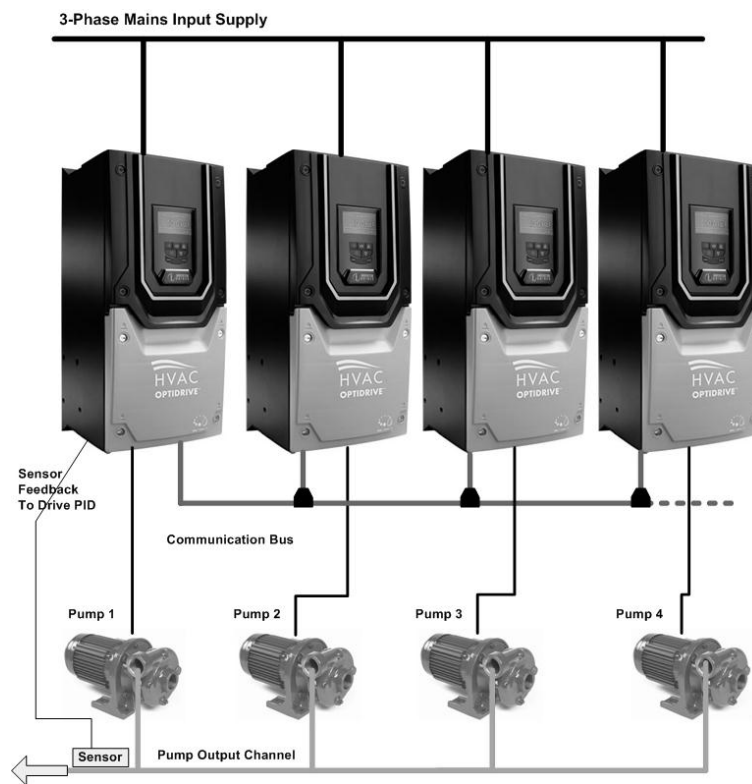 3-Phase Mains Input Supply
HVAC
OPTIDRIVE
HVAC
OPTIDRIVE
HVAC
OPTIDRIVE
HVAC
OPTIDRIVE
Sensor
Feedback
To Drive PID
Communication Bus
Pump 1
Pump 2
Pump 3
Pump 4
Sensor
Pump Output Channel